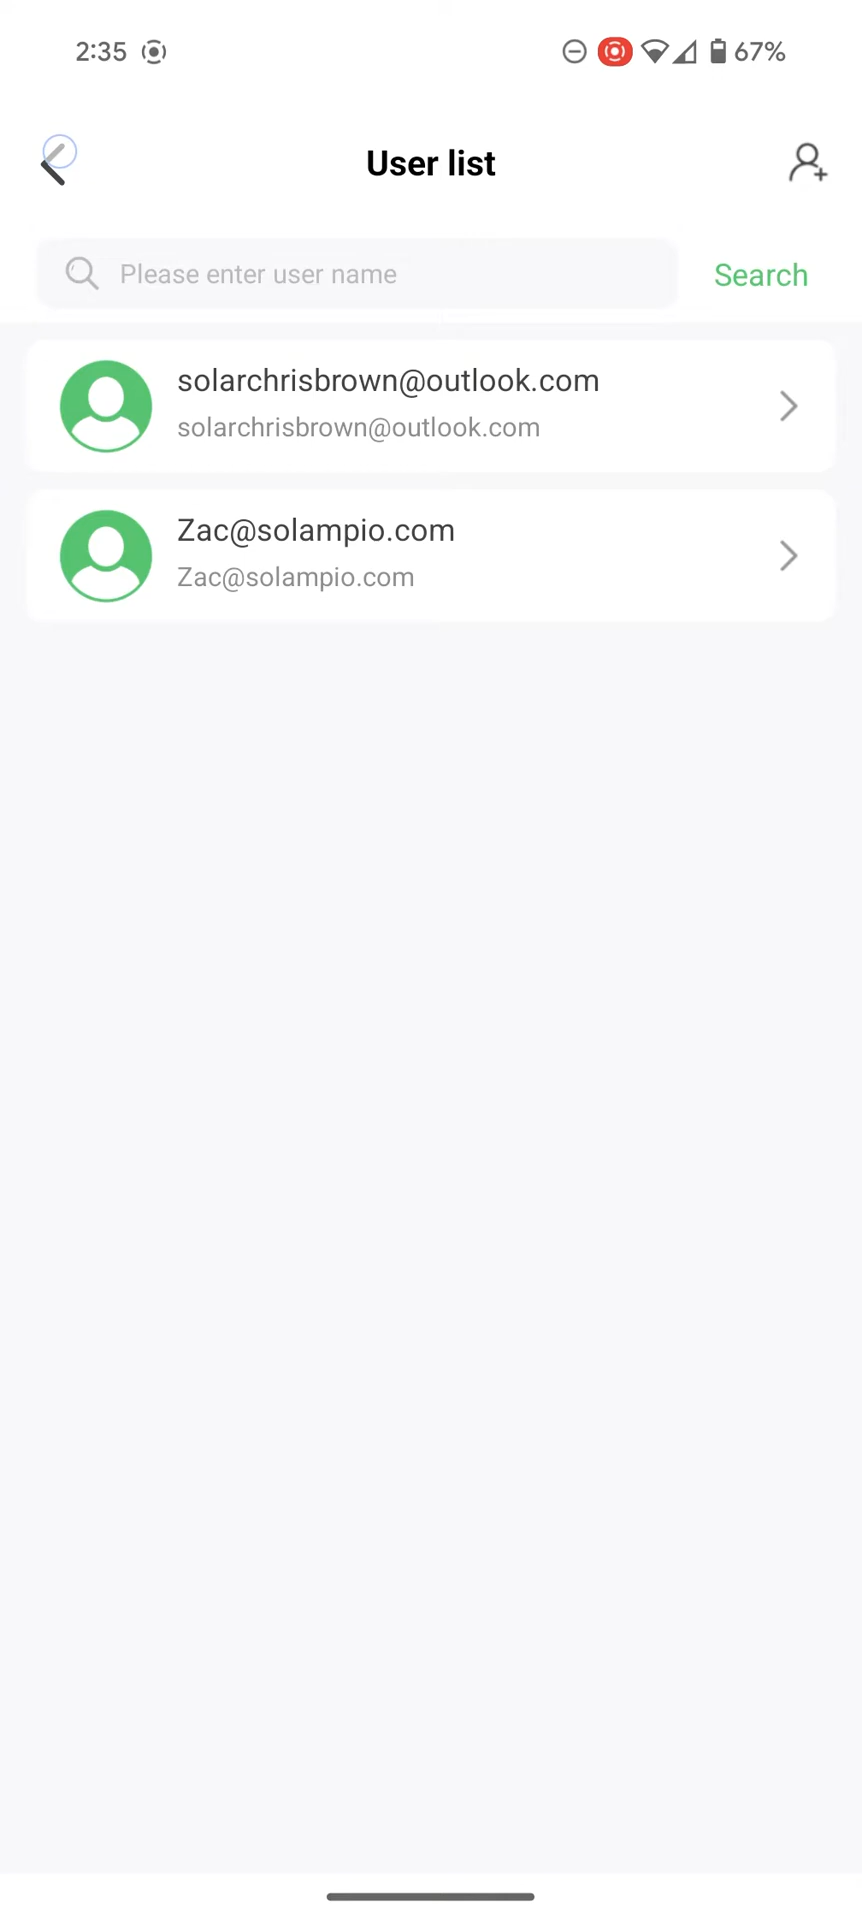 2:35
67%
User list
Please enter user name
Search
solarchrisbrown@outlook.com
solarchrisbrown@outlook.com
Zac@solampio.com
Zac@solampio.com